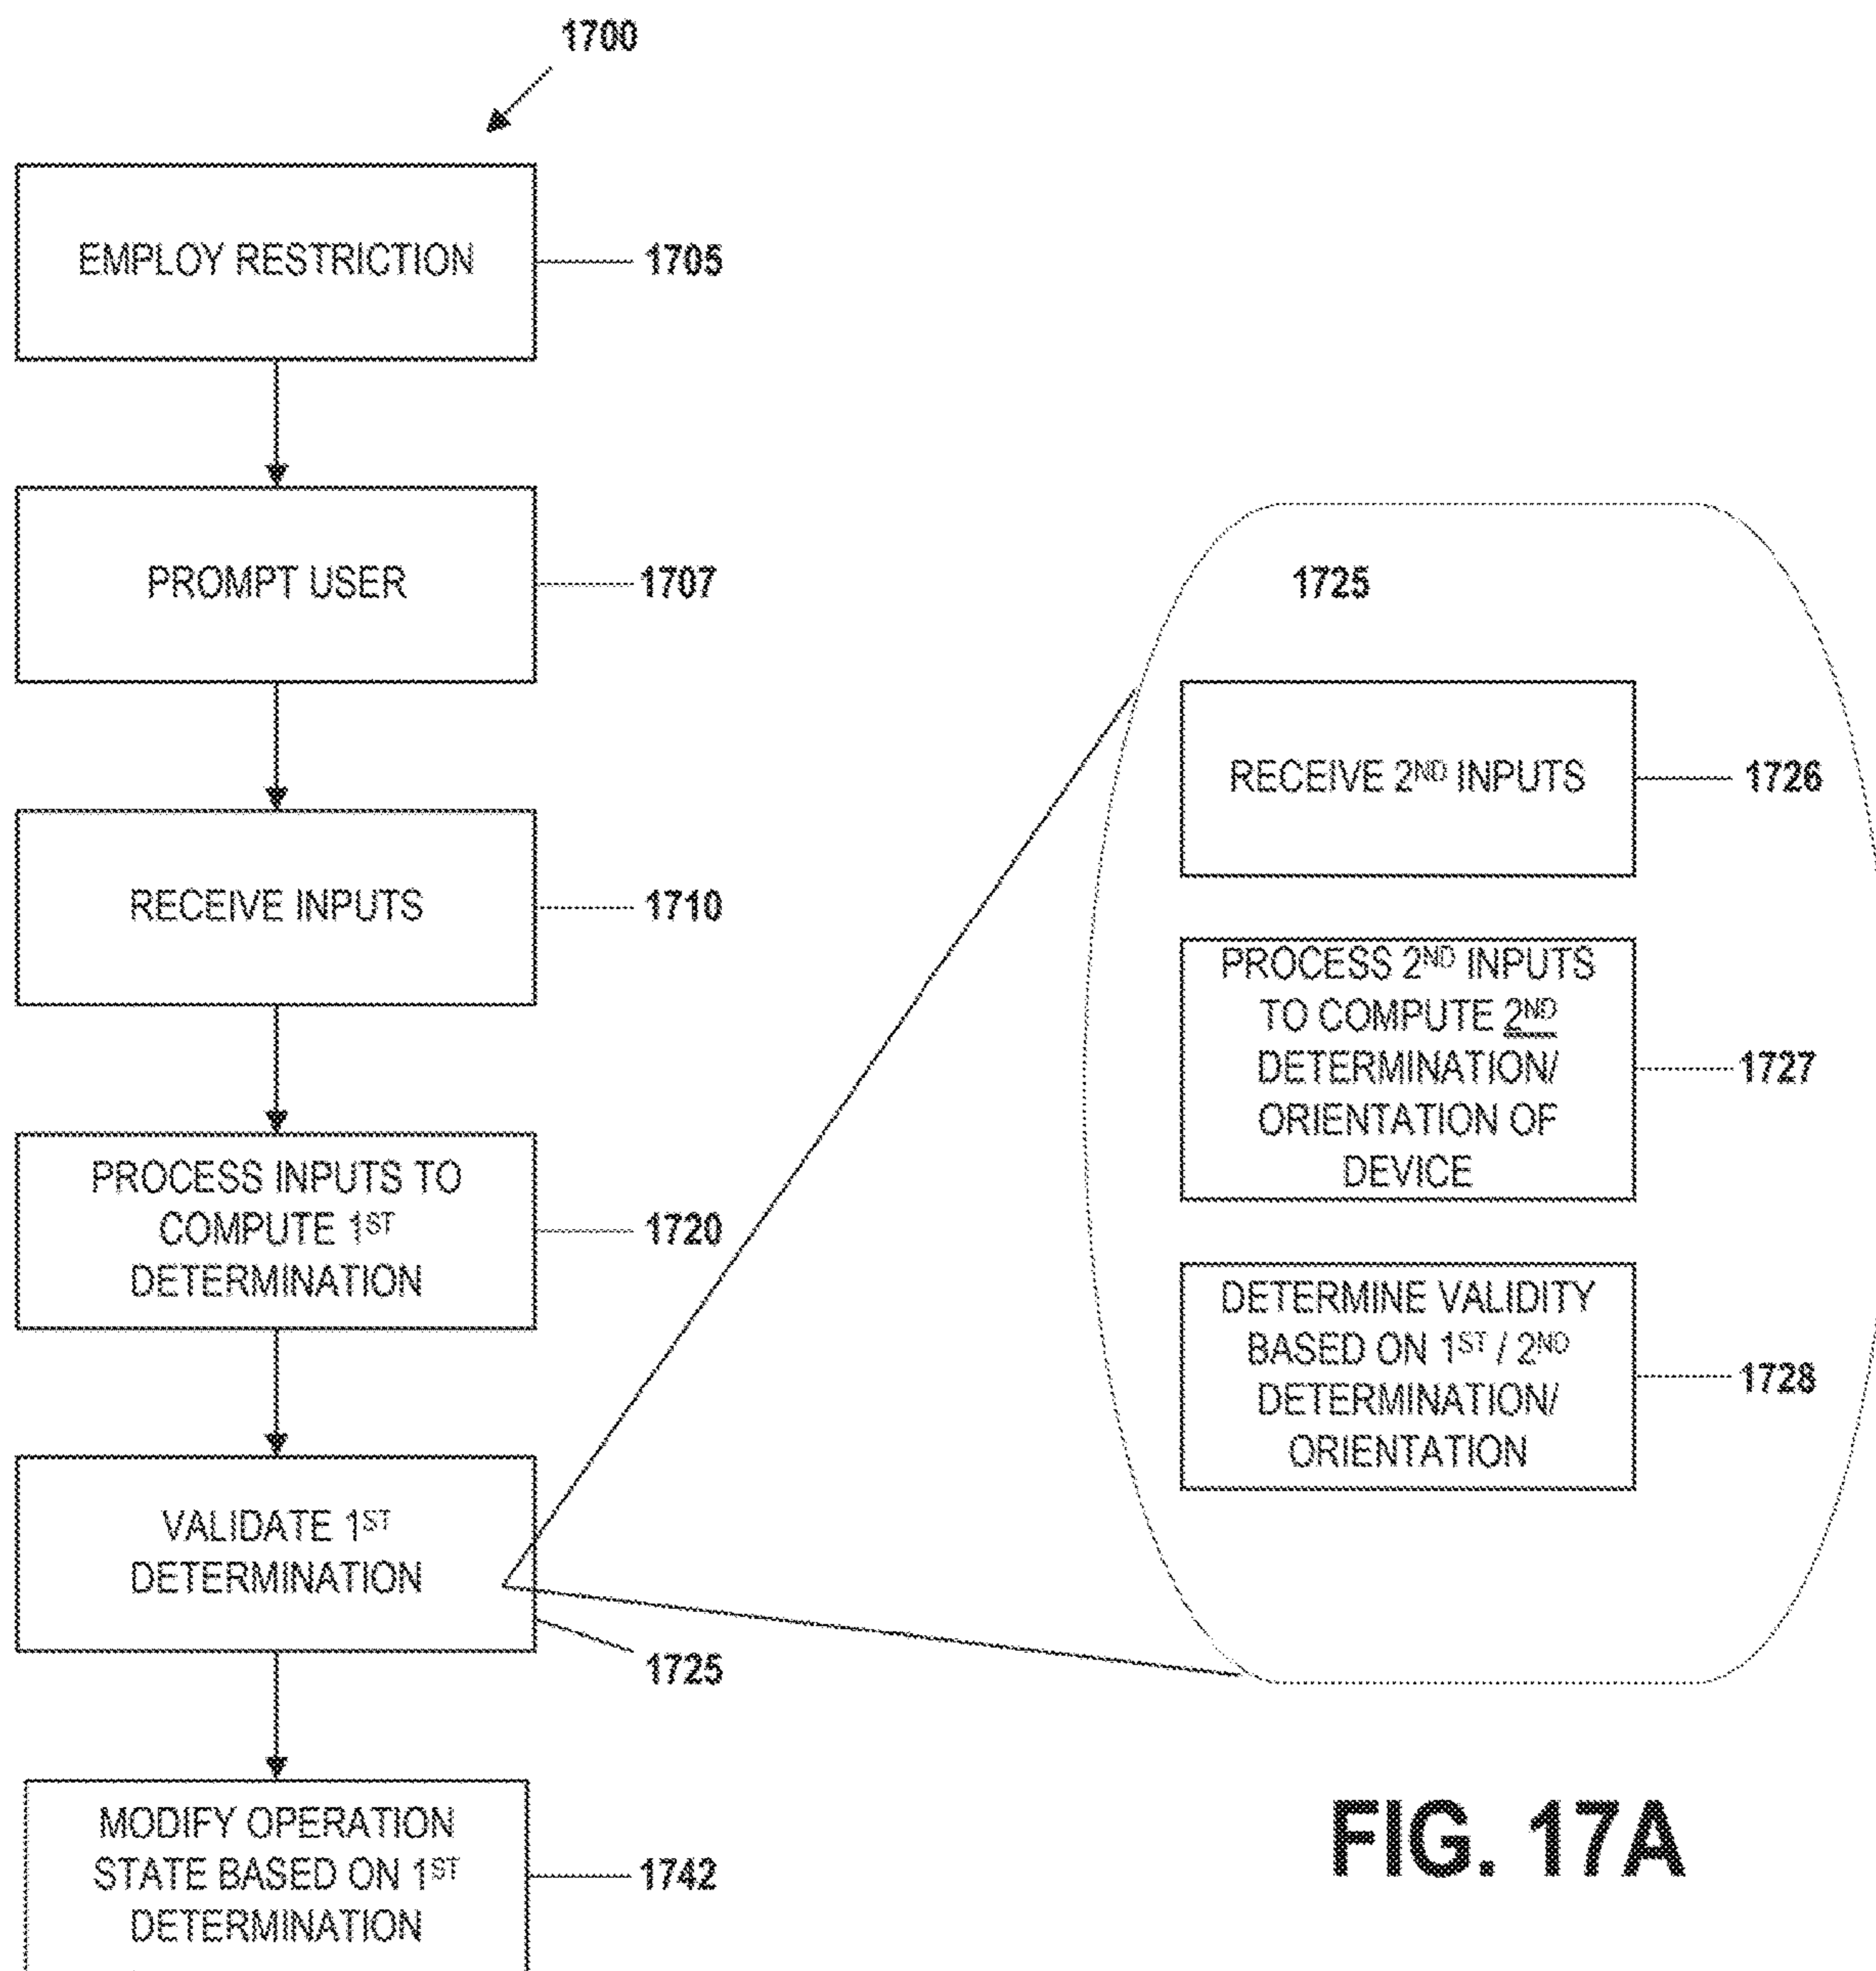 1700
EMPLOY RESTRICTION
1705
PROMPT USER
1707
RECEIVE INPUTS
1710
PROCESS INPUTS TO
COMPUTE 1ST
DETERMINATION
1720
VALIDATE 1ST
DETERMINATION
1725
MODIFY OPERATION
STATE BASED ON 1ST
DETERMINATION
1742
1725
RECEIVE 2ND INPUTS
1726
PROCESS 2ND INPUTS
TO COMPUTE 2ND
DETERMINATION/
ORIENTATION OF
DEVICE
1727
DETERMINE VALIDITY
BASED ON 1ST / 2ND
DETERMINATION/
ORIENTATION
1728
FIG. 17A